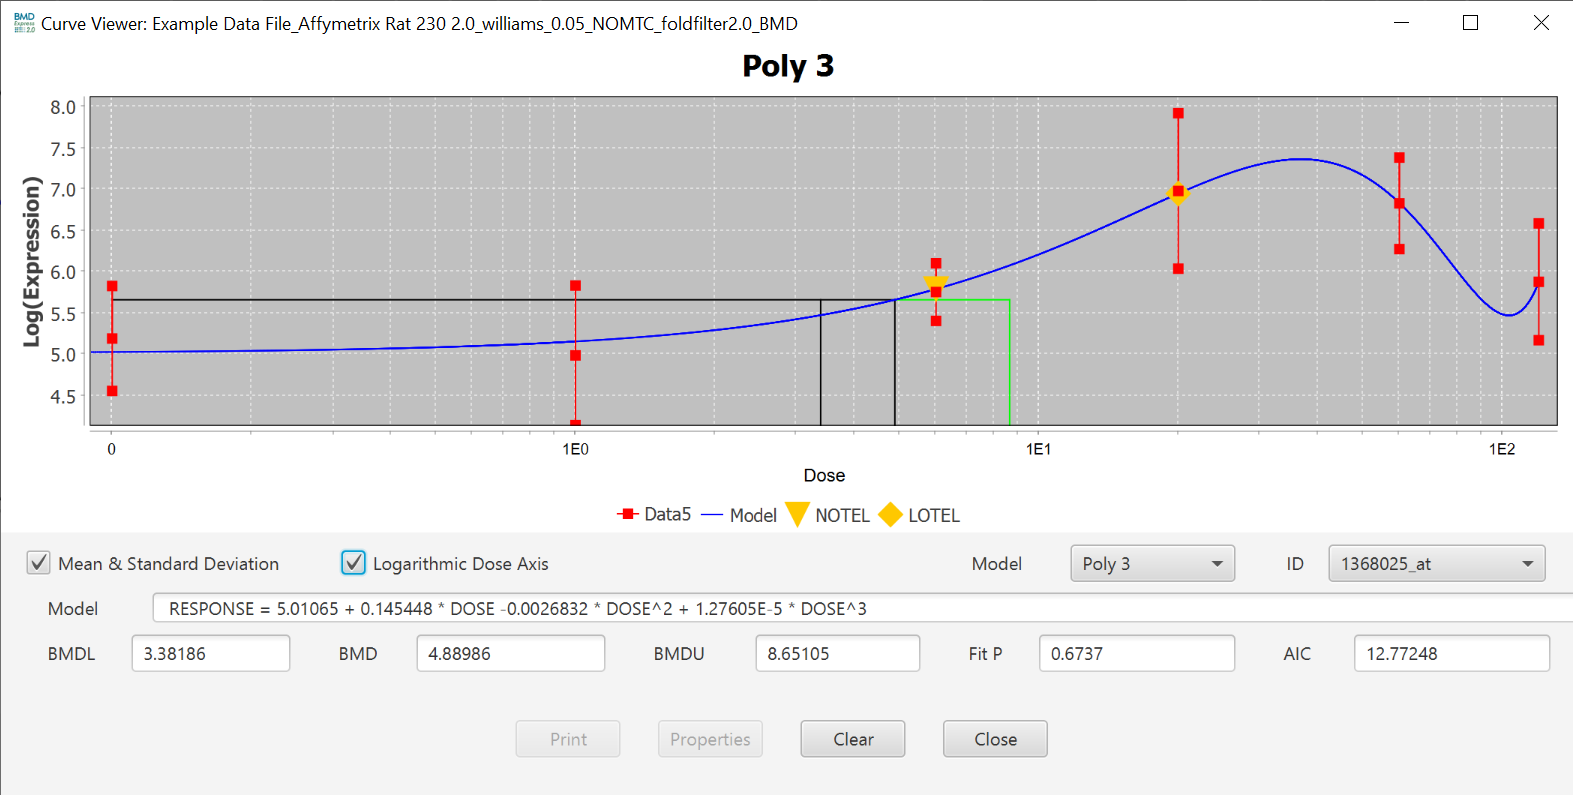 BMD Express 2.0 Curve Viewer: Example Data File_Affymetrix Rat 230 2.0_williams_0.05_NOMTC_foldfilter2.0_BMD
Poly 3
Log(Expression)
8.0
7.5
7.0
6.5
6.0
5.5
5.0
4.5
0 1E0 1E1 1E2
Dose
Data5 Model NOTEL LOTEL
Mean & Standard Deviation Logarithmic Dose Axis Model Poly 3 ID 1368025_at
Model RESPONSE = 5.01065 + 0.145448 * DOSE -0.0026832 * DOSE^2 + 1.27605E-5 * DOSE^3
BMDL 3.38186 BMD 4.88986 BMDU 8.65105 Fit P 0.6737 AIC 12.77248
Print Properties Clear Close